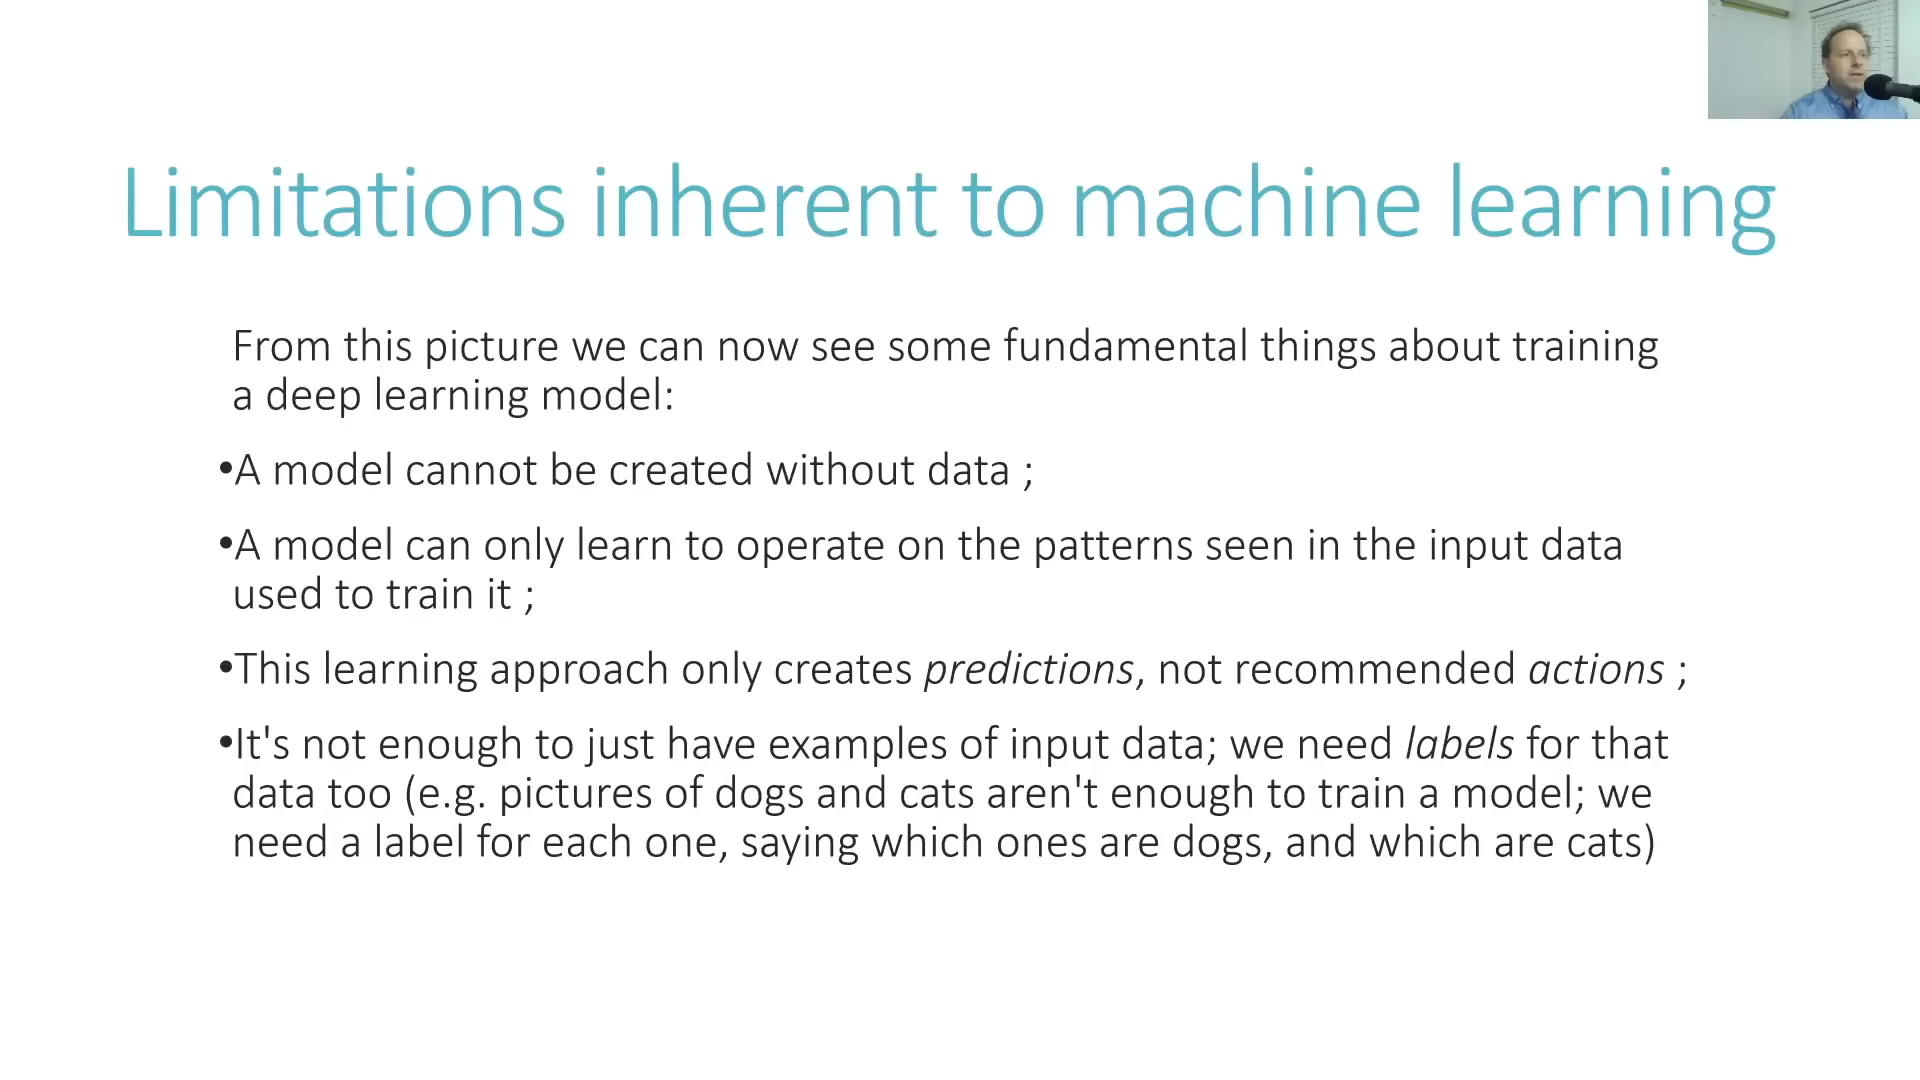 Limitations inherent to machine learning
From this picture we can now see some fundamental things about training
a deep learning model:
•A model cannot be created without data ;
•A model can only learn to operate on the patterns seen in the input data
used to train it ;
•This learning approach only creates predictions, not recommended actions ;
•It's not enough to just have examples of input data; we need labels for that
data too (e.g. pictures of dogs and cats aren't enough to train a model; we
need a label for each one, saying which ones are dogs, and which are cats)